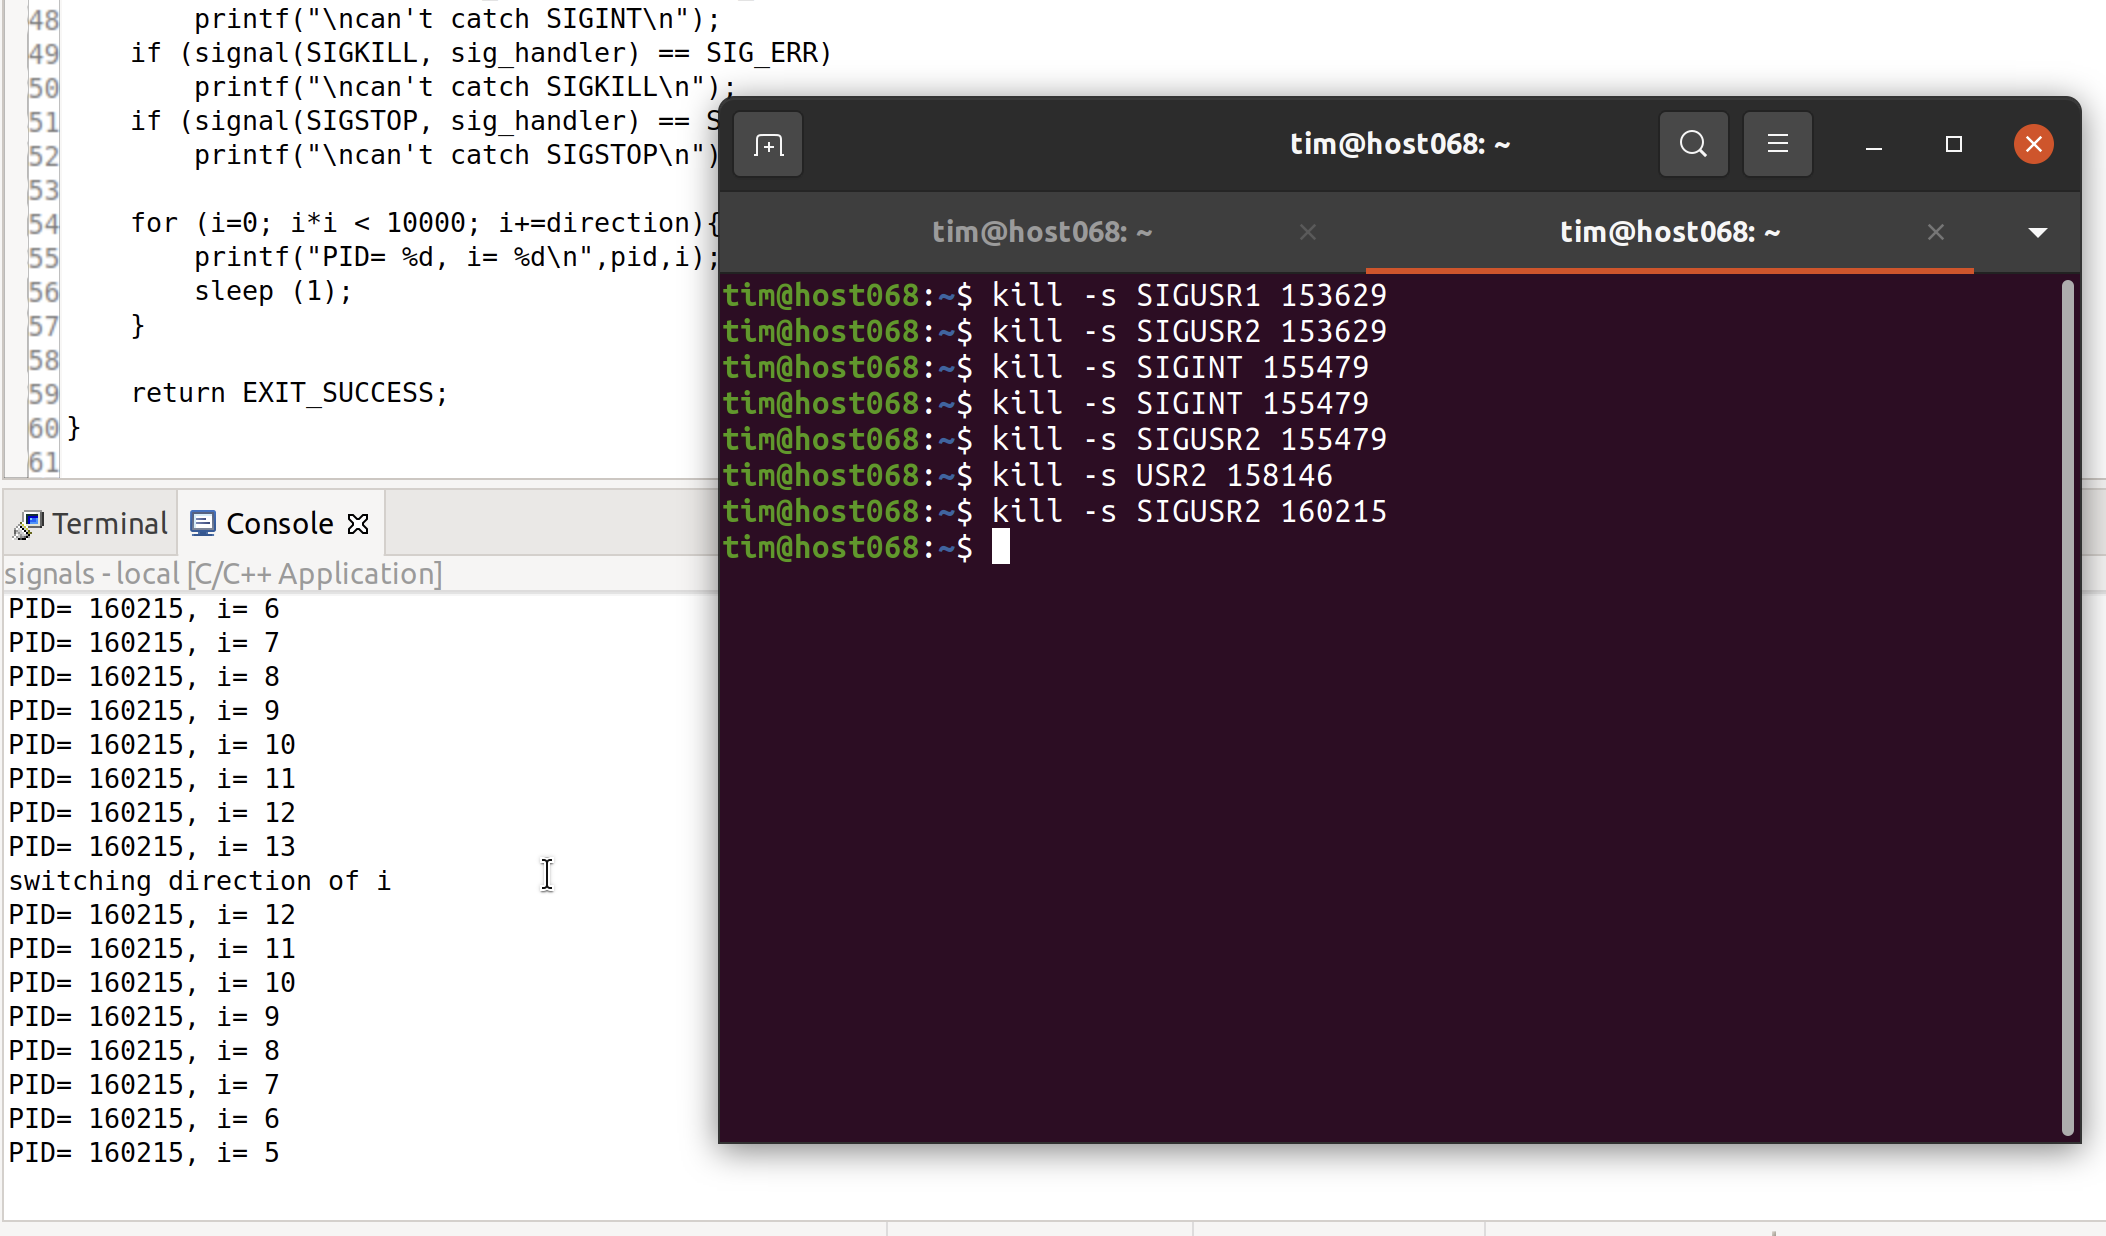 48 printf("\ncan't catch SIGINT\n");
49 if (signal(SIGKILL, sig_handler) == SIG_ERR)
50 printf("\ncan't catch SIGKILL\n");
51 if (signal(SIGSTOP, sig_handler) == S
52 printf("\ncan't catch SIGSTOP\n")
53
54 for (i=0; i*i < 10000; i+=direction){
55 printf("PID= %d, i= %d\n",pid,i);
56 sleep (1);
57 }
58
59 return EXIT_SUCCESS;
60 }
61
Terminal Console
signals - local [C/C++ Application]
PID= 160215, i= 6
PID= 160215, i= 7
PID= 160215, i= 8
PID= 160215, i= 9
PID= 160215, i= 10
PID= 160215, i= 11
PID= 160215, i= 12
PID= 160215, i= 13
switching direction of i
PID= 160215, i= 12
PID= 160215, i= 11
PID= 160215, i= 10
PID= 160215, i= 9
PID= 160215, i= 8
PID= 160215, i= 7
PID= 160215, i= 6
PID= 160215, i= 5
tim@host068: ~
tim@host068: ~ tim@host068: ~
tim@host068:~$ kill -s SIGUSR1 153629
tim@host068:~$ kill -s SIGUSR2 153629
tim@host068:~$ kill -s SIGINT 155479
tim@host068:~$ kill -s SIGINT 155479
tim@host068:~$ kill -s SIGUSR2 155479
tim@host068:~$ kill -s USR2 158146
tim@host068:~$ kill -s SIGUSR2 160215
tim@host068:~$